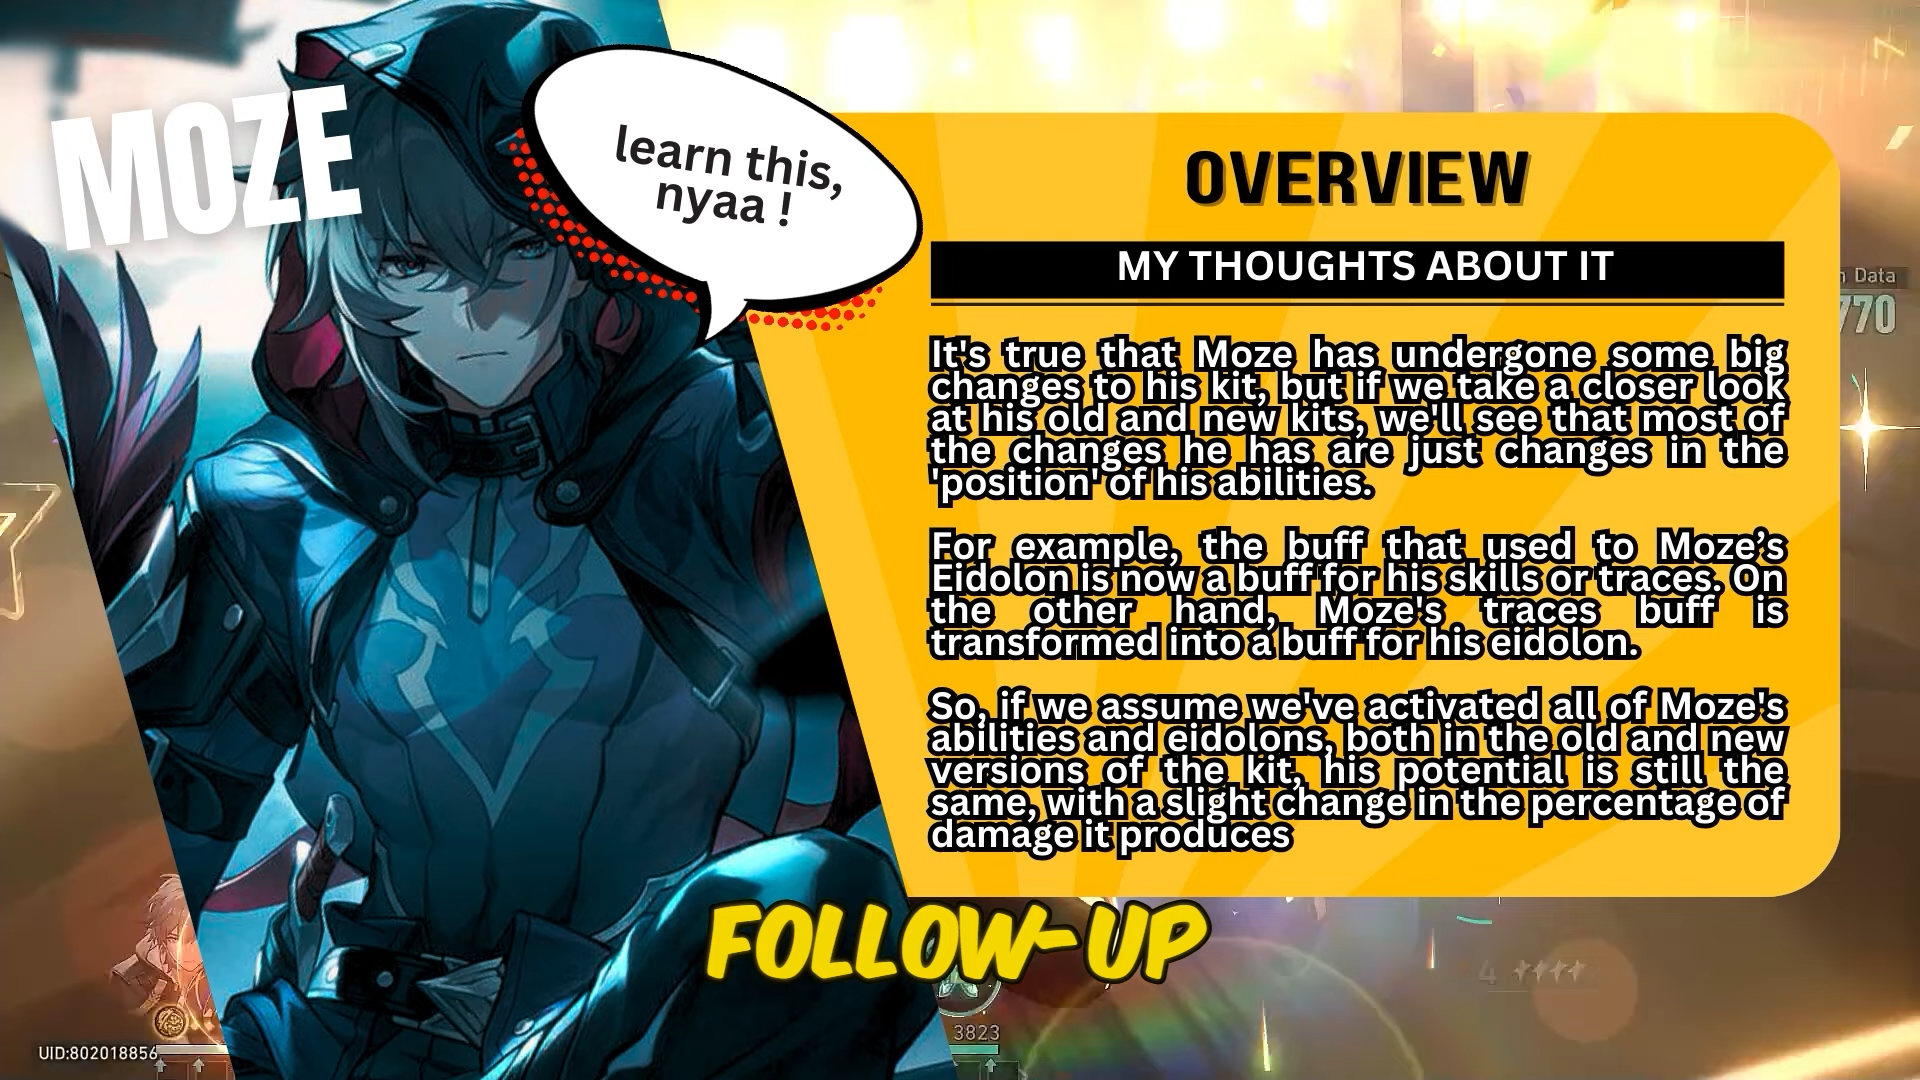 MOZE
learn this,
nyaa !
OVERVIEW
MY THOUGHTS ABOUT IT
It's true that Moze has undergone some big
changes to his kit, but if we take a closer look
at his old and new kits, we'll see that most of
the changes he has are just changes in the
'position' of his abilities.
For example, the buff that used to Moze’s
Eidolon is now a buff for his skills or traces. On
the other hand, Moze's traces buff is
transformed into a buff for his eidolon.
So, if we assume we've activated all of Moze's
abilities and eidolons, both in the old and new
versions of the kit, his potential is still the
same, with a slight change in the percentage of
damage it produces
FOLLOW-UP
Data
770
4
3823
UID:802018856